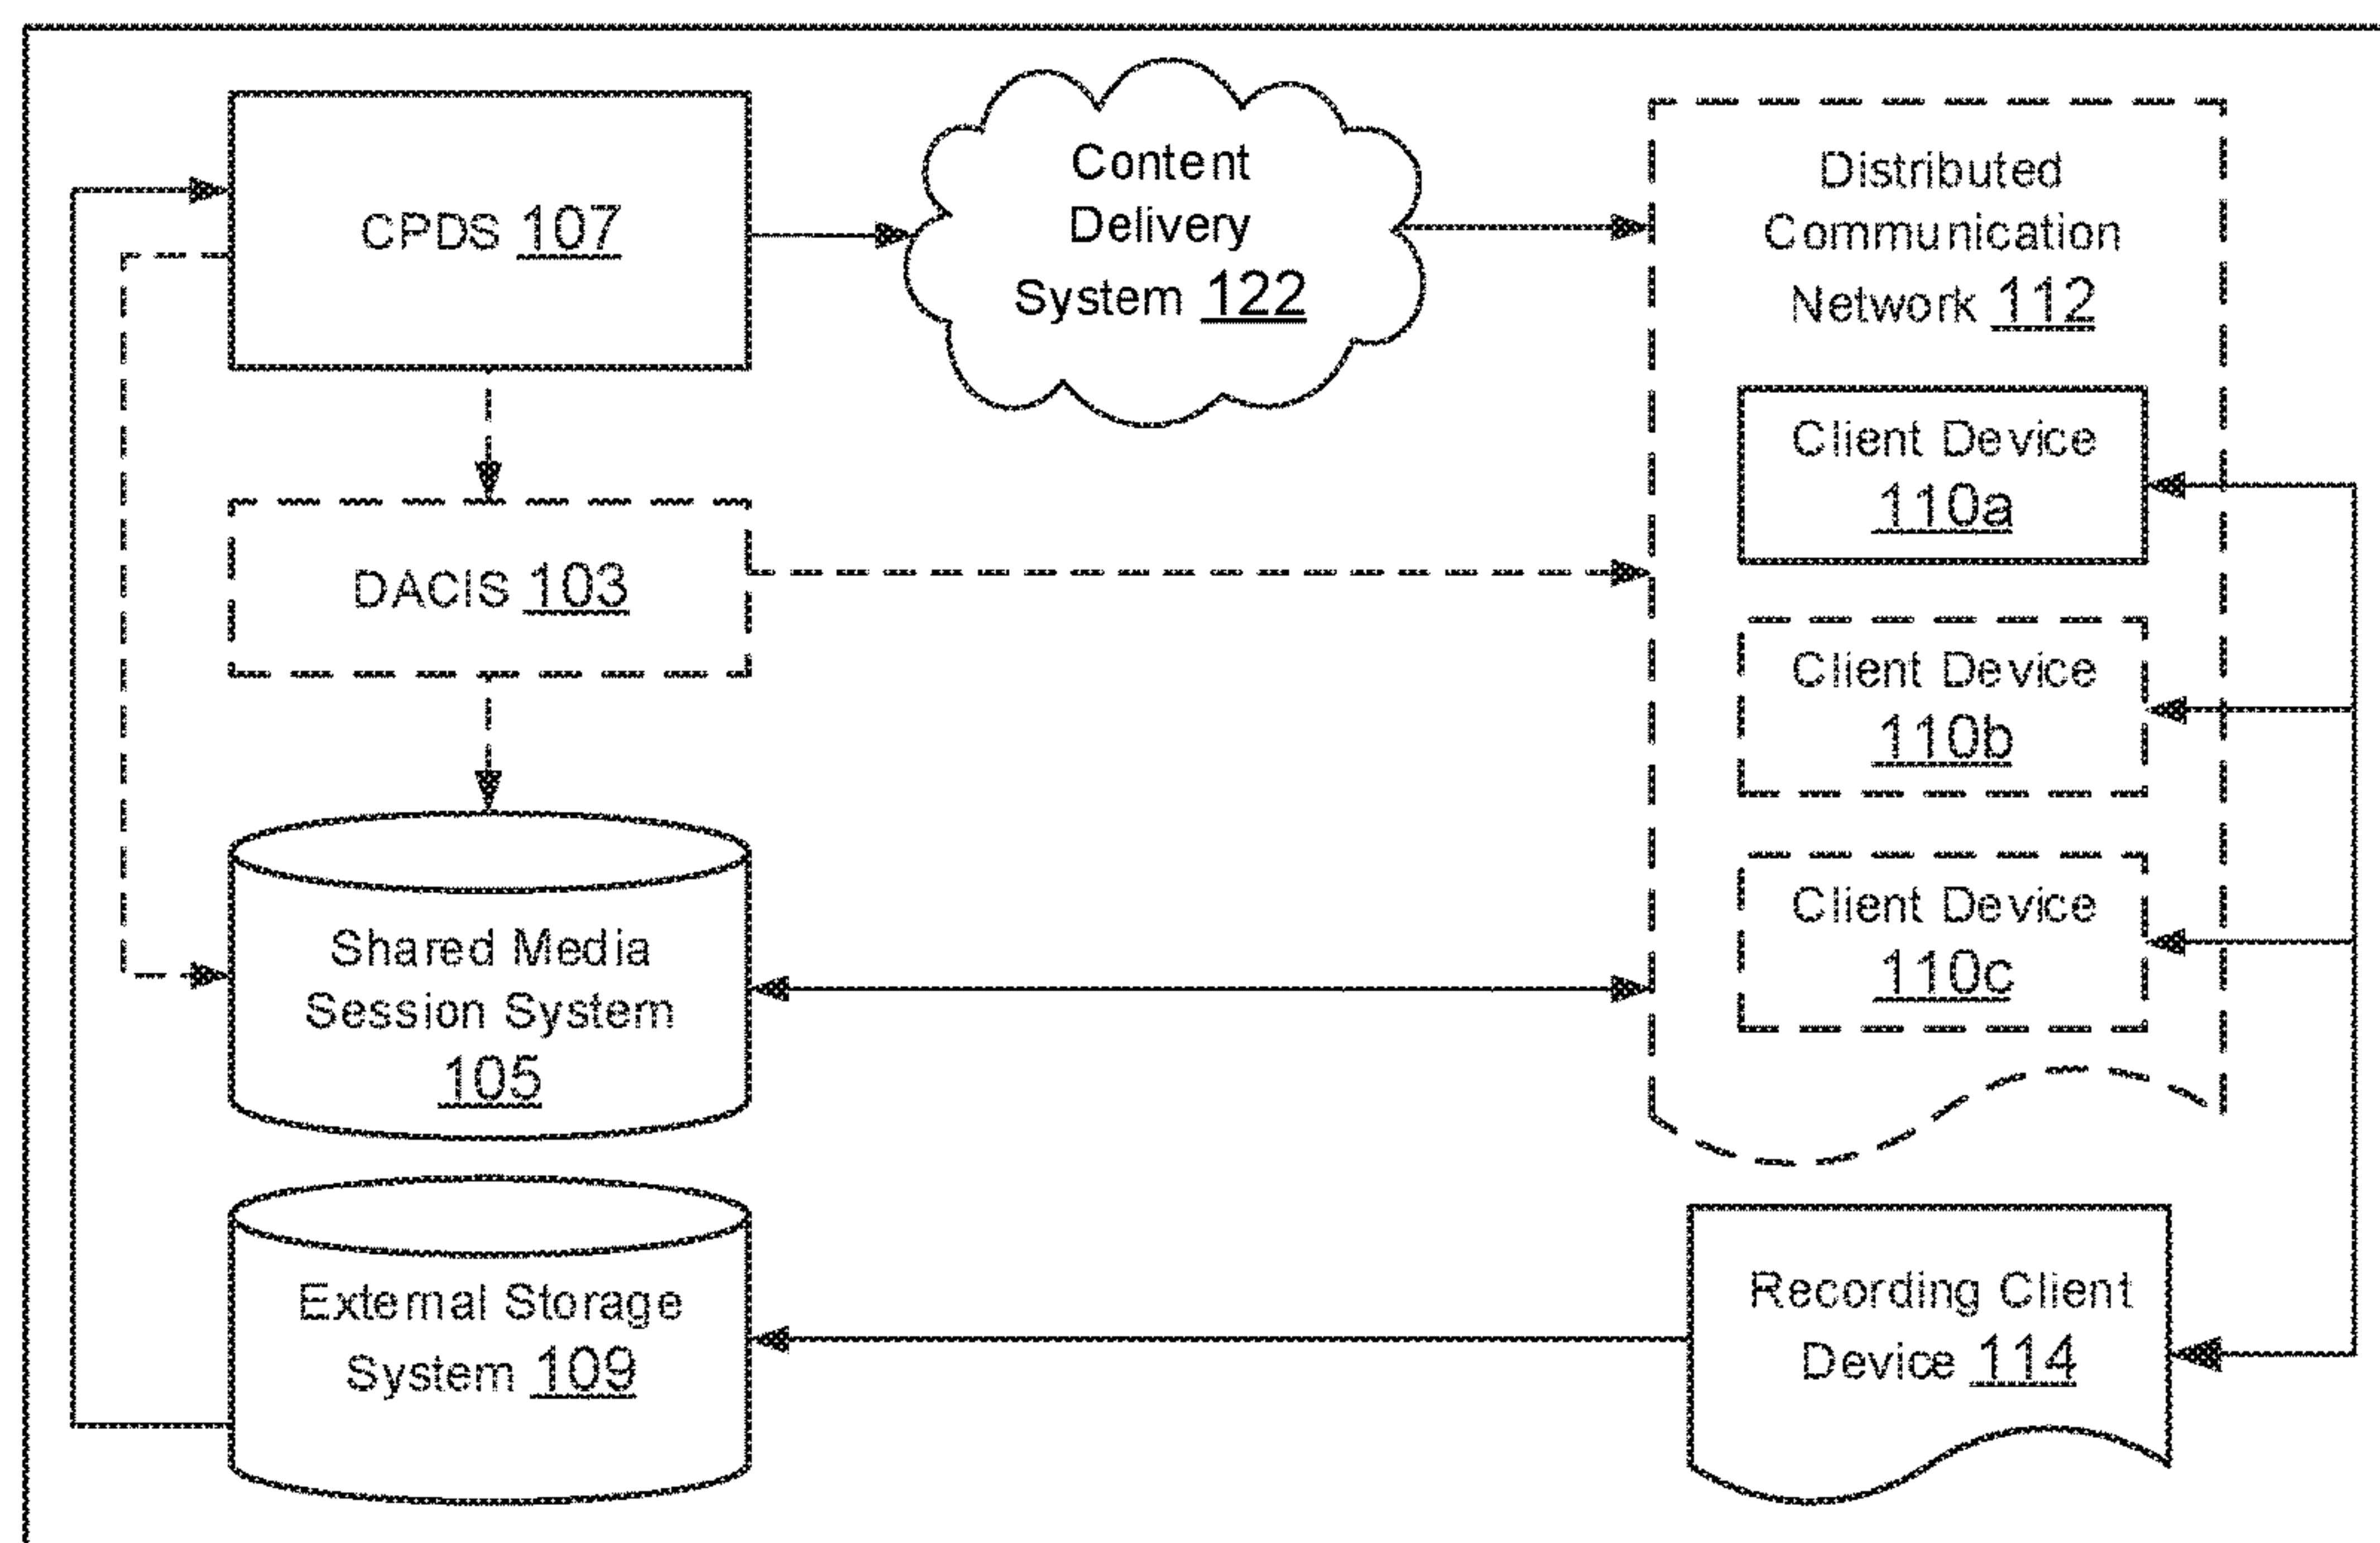 CPDS 107
Content
Delivery
System 122
Distributed
Communication
Network 112
Client Device
110a
DACIS 103
Client Device
110b
Client Device
110c
Shared Media
Session System
105
External Storage
System 109
Recording Client
Device 114